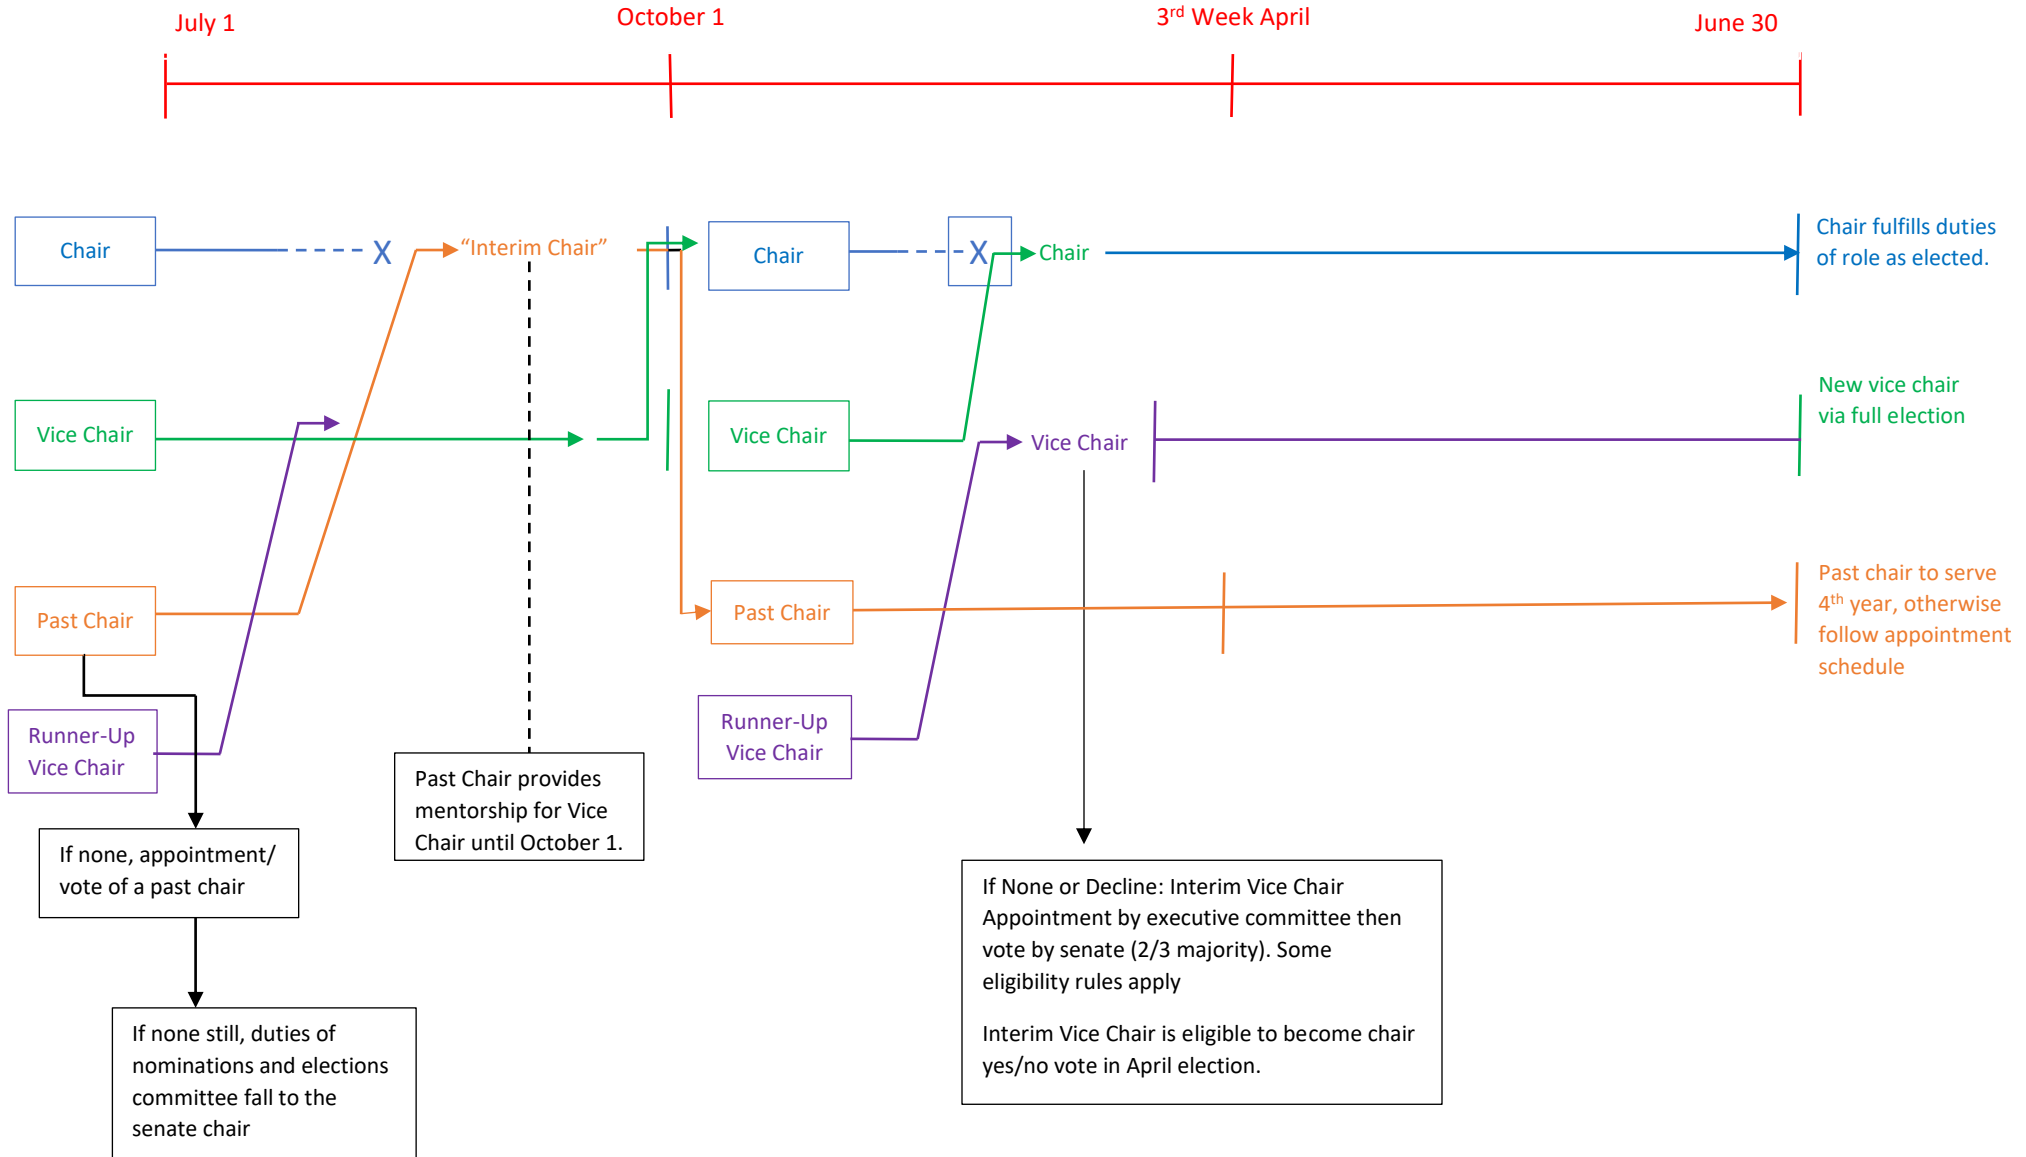 July 1
October 1
3rd Week April
June 30
Chair
X
“Interim Chair”
Chair
X
Chair
Chair fulfills duties
of role as elected.
Vice Chair
Vice Chair
Vice Chair
New vice chair
via full election
Past Chair
Past Chair
Past chair to serve
4th year, otherwise
follow appointment
schedule
Runner-Up
Vice Chair
Runner-Up
Vice Chair
Past Chair provides
mentorship for Vice
Chair until October 1.
If none, appointment/
vote of a past chair
If None or Decline: Interim Vice Chair
Appointment by executive committee then
vote by senate (2/3 majority). Some
eligibility rules apply
Interim Vice Chair is eligible to become chair
yes/no vote in April election.
If none still, duties of
nominations and elections
committee fall to the
senate chair